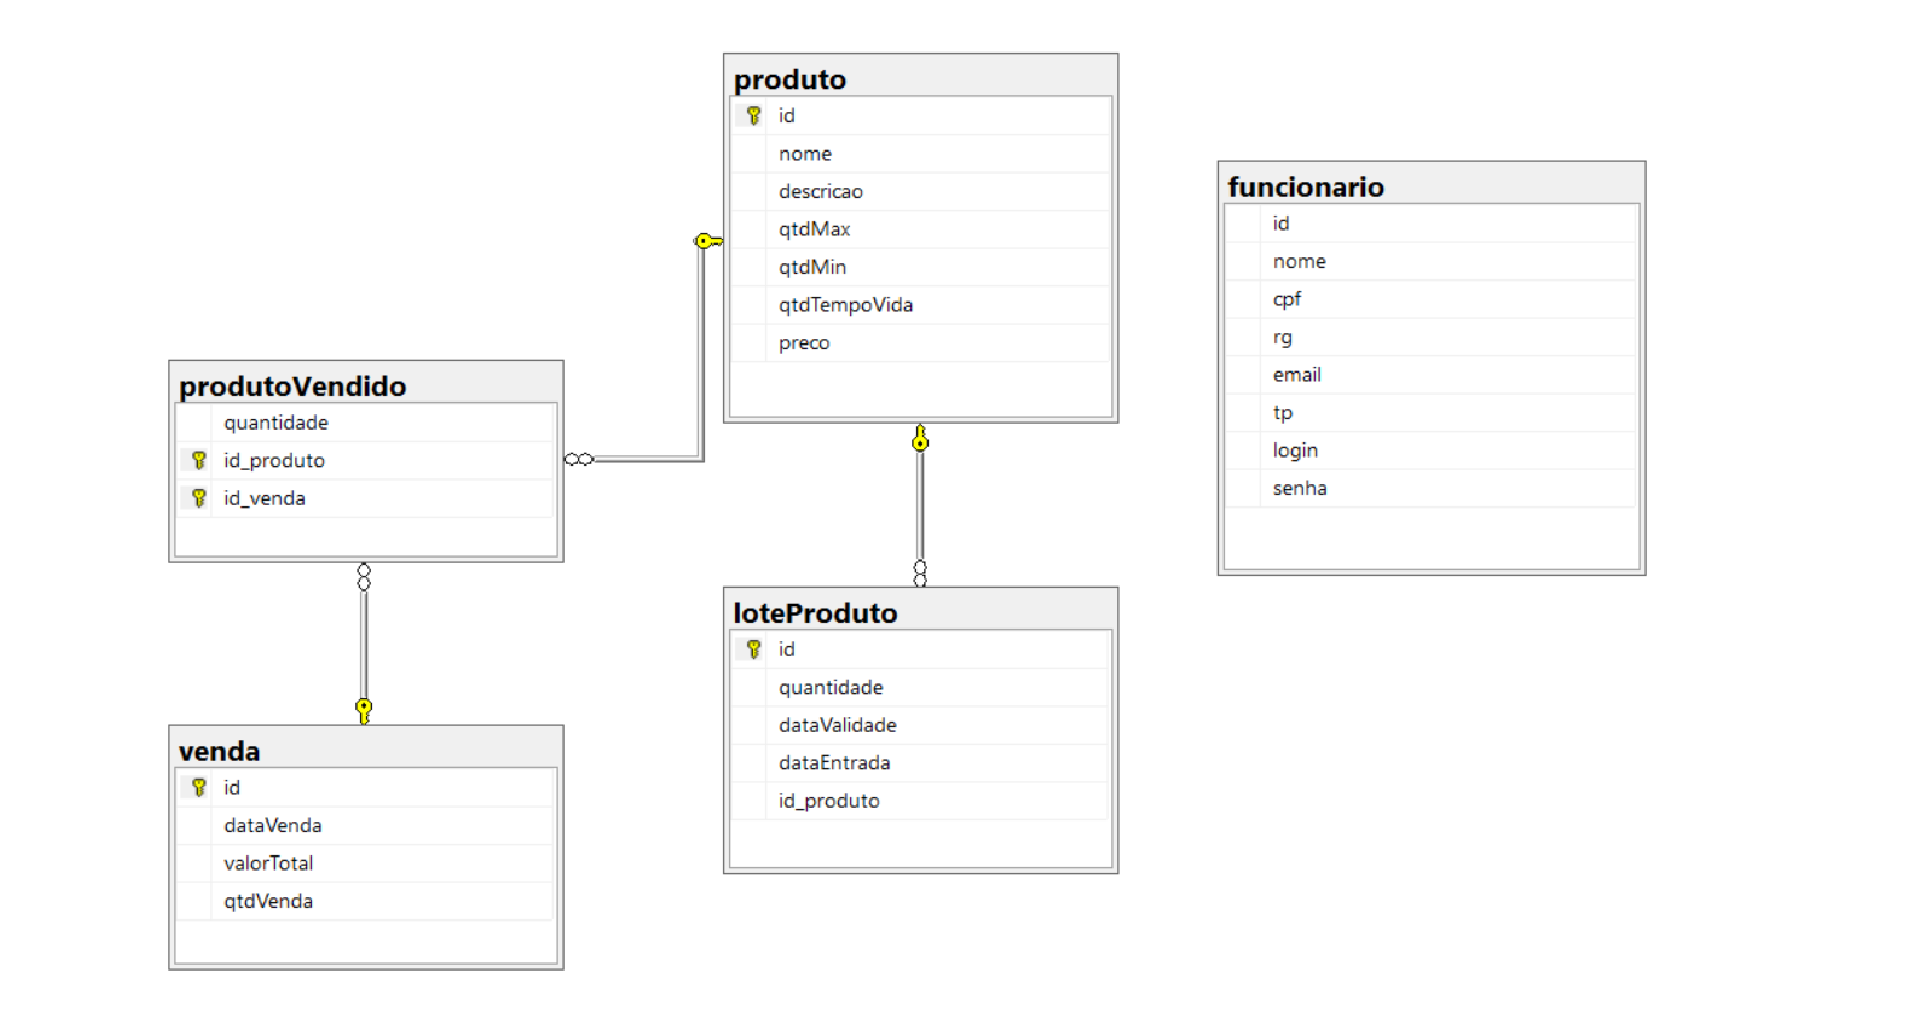 produto
id
nome
descricao
qtdMax
qtdMin
qtdTempoVida
preco
funcionario
id
nome
cpf
rg
email
tp
login
senha
produtoVendido
quantidade
id_produto
id_venda
loteProduto
id
quantidade
dataValidade
dataEntrada
id_produto
venda
id
dataVenda
valorTotal
qtdVenda